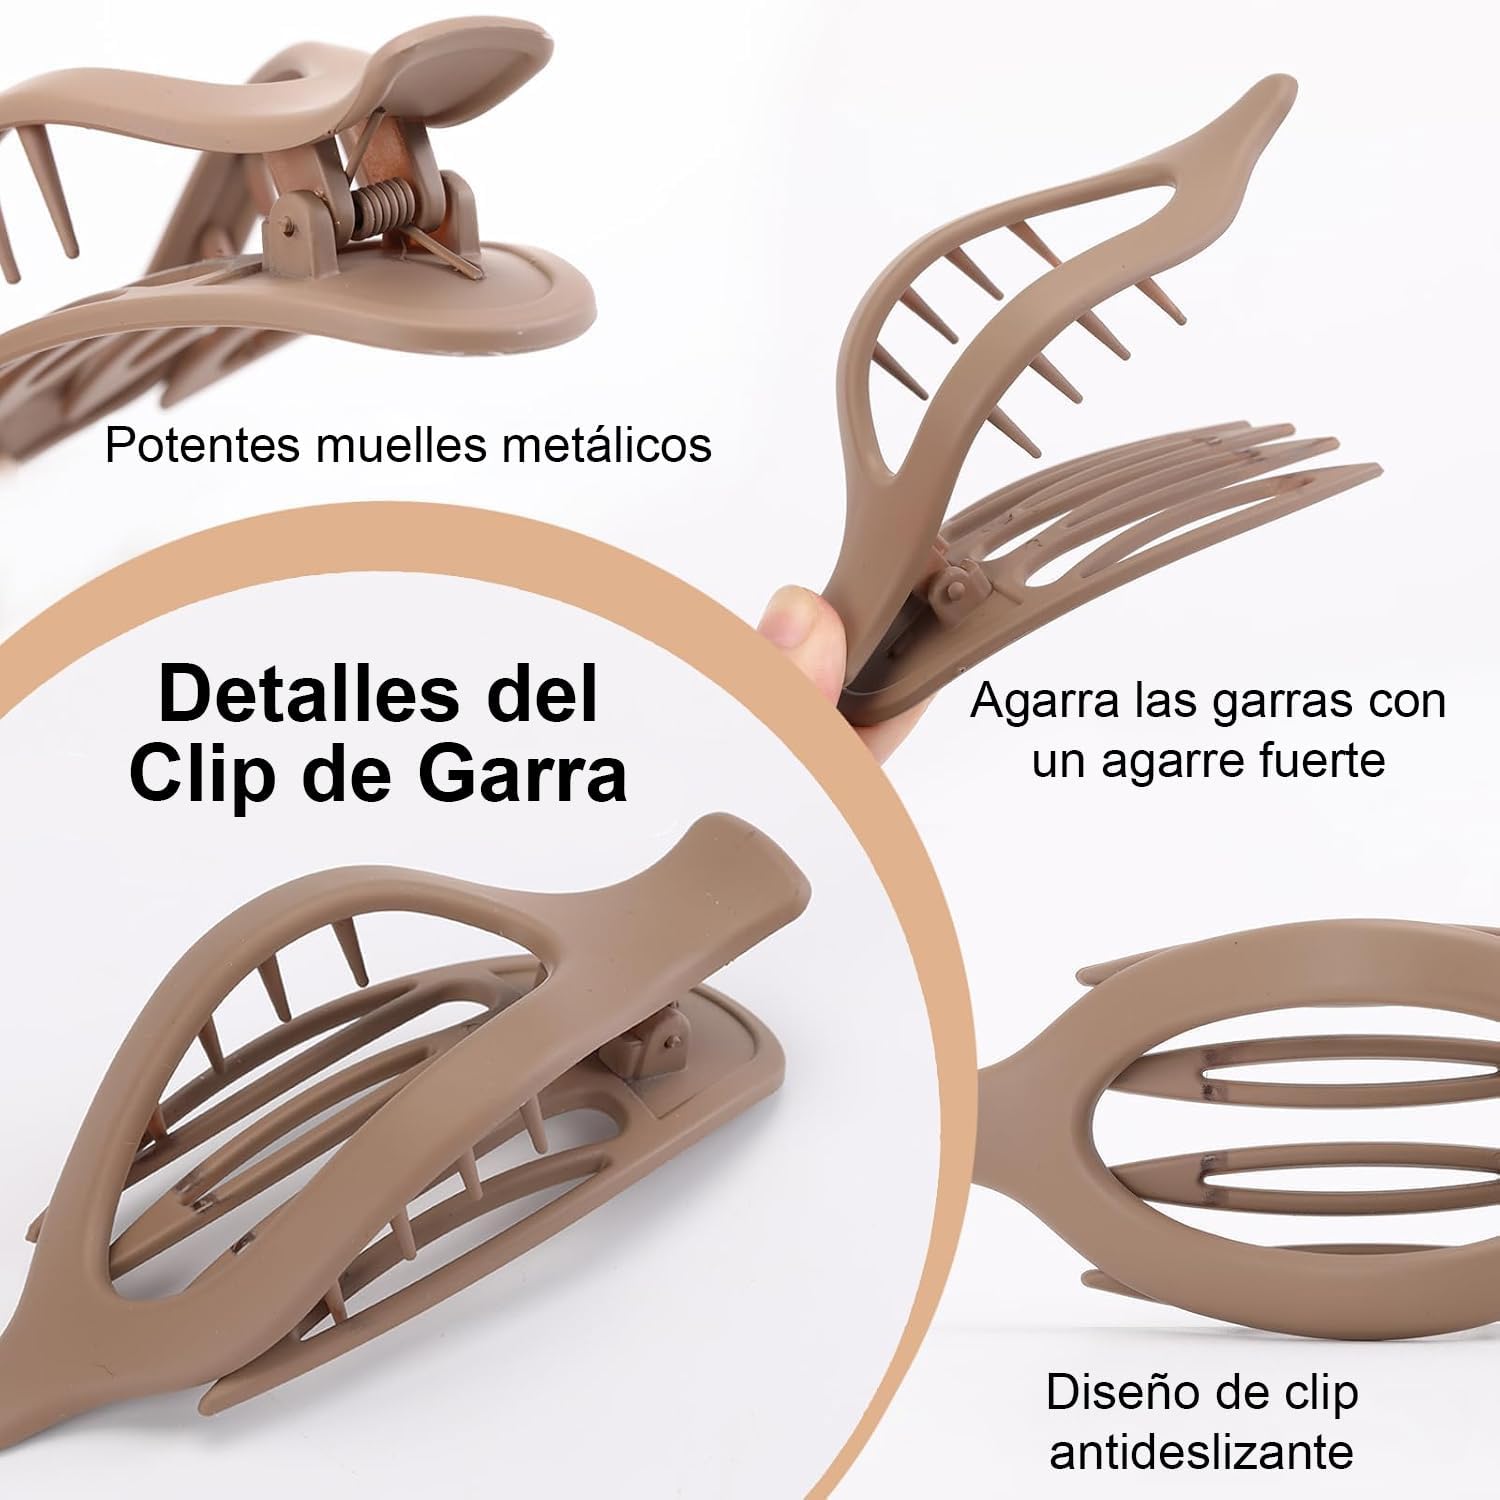 Potentes muelles metálicos
Detalles del
Clip de Garra
Agarra las garras con
un agarre fuerte
Diseño de clip
antideslizante